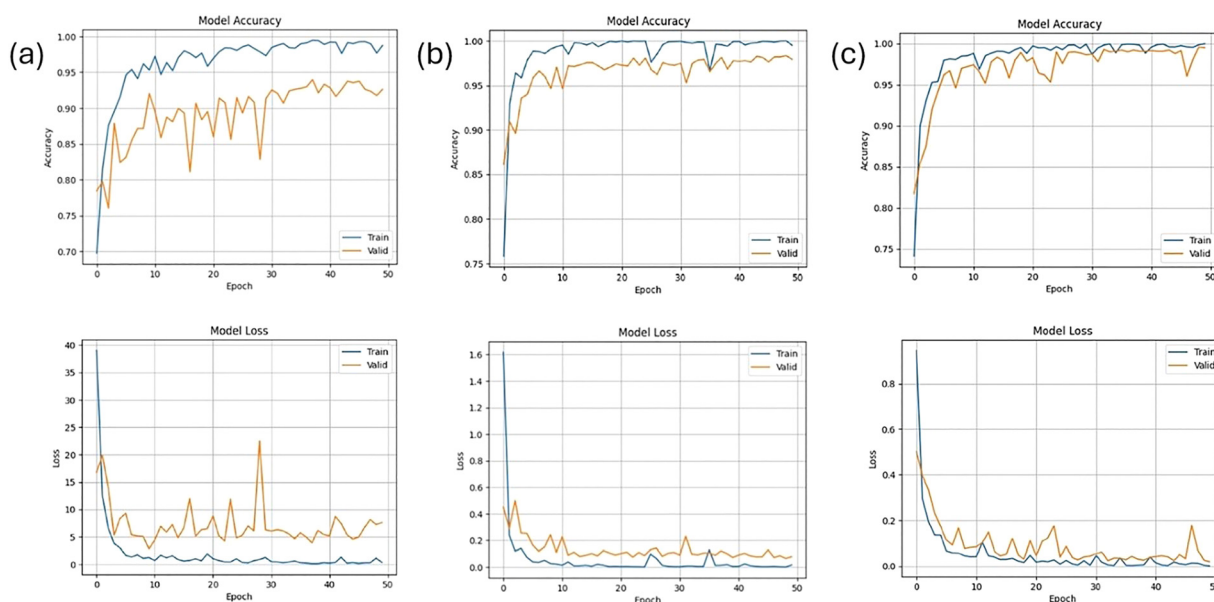 (a)
Model Accuracy
Accuracy
1.00
0.95
0.90
0.85
0.80
0.75
0.70
0 10 20 30 40 50
Epoch
Train
Valid
(b)
Model Accuracy
Accuracy
1.00
0.95
0.90
0.85
0.80
0.75
0 10 20 30 40 50
Epoch
Train
Valid
(c)
Model Accuracy
Accuracy
1.00
0.95
0.90
0.85
0.80
0.75
0 10 20 30 40 50
Epoch
Train
Valid
Model Loss
Loss
40
35
30
25
20
15
10
5
0
0 10 20 30 40 50
Epoch
Train
Valid
Model Loss
Loss
1.6
1.4
1.2
1.0
0.8
0.6
0.4
0.2
0.0
0 10 20 30 40 50
Epoch
Train
Valid
Model Loss
Loss
0.8
0.6
0.4
0.2
0.0
0 10 20 30 40 50
Epoch
Train
Valid